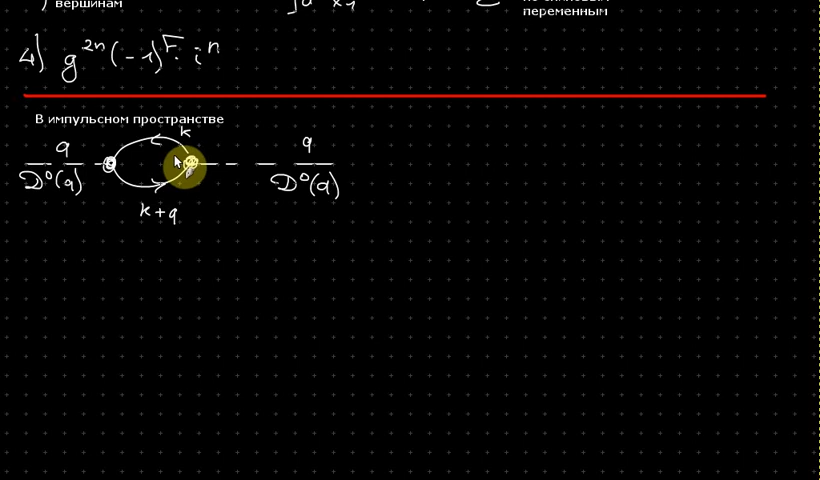 вершинам
переменным
4) g^{2n} (-1)^F · i^n
В импульсном пространстве
k
q q
D⁰(q) D⁰(q)
k+q